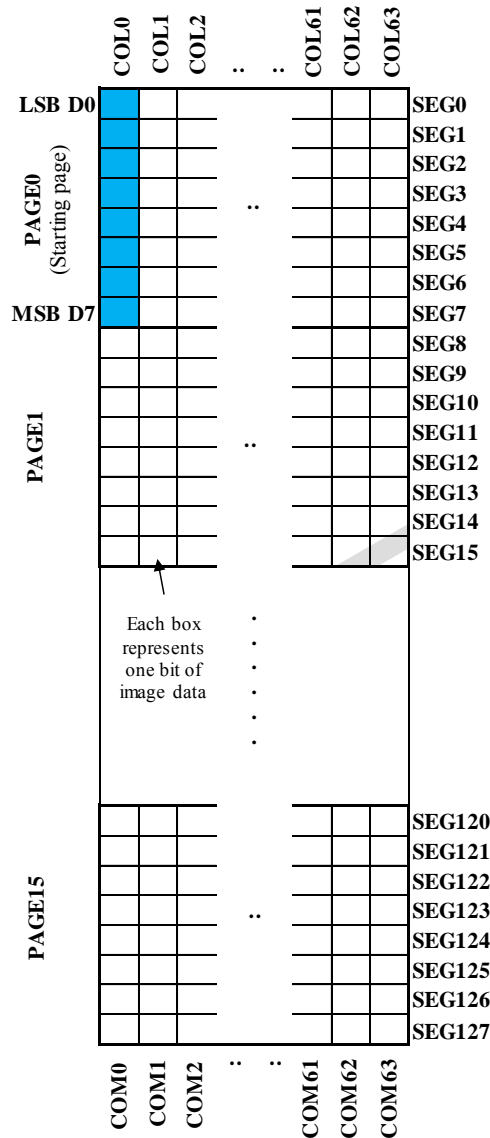 COL0 COL1 COL2 .. .. COL61 COL62 COL63
LSB D0
PAGE0
(Starting page)
MSB D7
SEG0
SEG1
SEG2
SEG3
..
SEG4
SEG5
SEG6
SEG7
PAGE1
SEG8
SEG9
SEG10
SEG11
..
SEG12
SEG13
SEG14
SEG15
Each box
represents
one bit of
image data
PAGE15
SEG120
SEG121
SEG122
SEG123
..
SEG124
SEG125
SEG126
SEG127
COM0 COM1 COM2 .. .. COM61 COM62 COM63